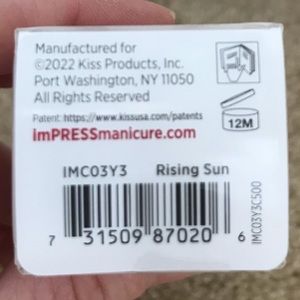 Manufactured for
©2022 Kiss Products, Inc.
Port Washington, NY 11050
All Rights Reserved
Patent: https://www.kissusa.com/patents
imPRESSmanicure.com
12M
IMC03Y3 Rising Sun
7 31509 87020 6
IMC03Y3C500